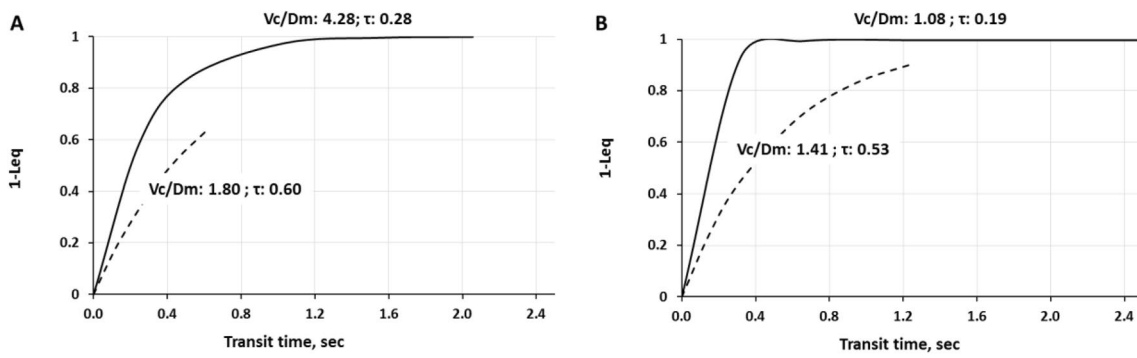 A
Vc/Dm: 4.28; τ: 0.28
1-Leq
1
0.8
0.6
0.4
0.2
0
Vc/Dm: 1.80 ; τ: 0.60
0.0 0.4 0.8 1.2 1.6 2.0 2.4
Transit time, sec
B
Vc/Dm: 1.08 ; τ: 0.19
1-Leq
1
0.8
0.6
0.4
0.2
0
Vc/Dm: 1.41 ; τ: 0.53
0.0 0.4 0.8 1.2 1.6 2.0 2.4
Transit time, sec